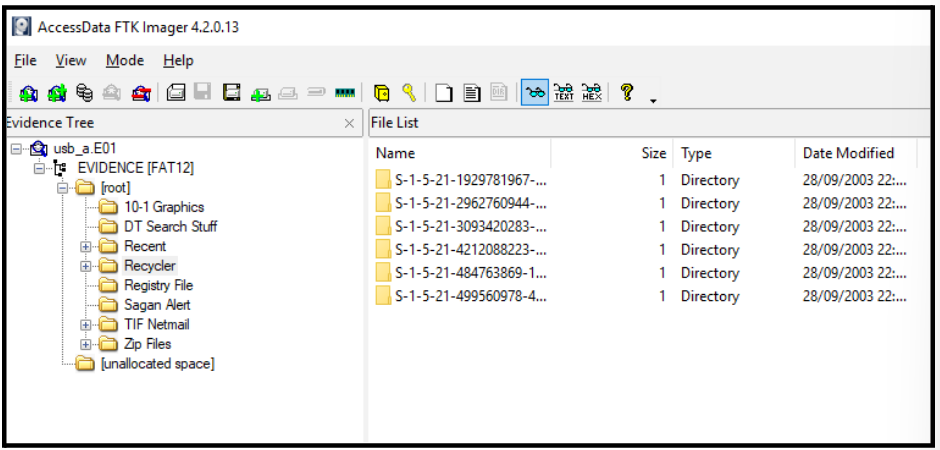 AccessData FTK Imager 4.2.0.13
File View Mode Help
TEXT HEX
Evidence Tree
File List
usb_a.E01
EVIDENCE [FAT12]
[root]
10-1 Graphics
DT Search Stuff
Recent
Recycler
Registry File
Sagan Alert
TIF Netmail
Zip Files
[unallocated space]
Name Size Type Date Modified
S-1-5-21-1929781967-... 1 Directory 28/09/2003 22:...
S-1-5-21-2962760944-... 1 Directory 28/09/2003 22:...
S-1-5-21-3093420283-... 1 Directory 28/09/2003 22:...
S-1-5-21-4212088223-... 1 Directory 28/09/2003 22:...
S-1-5-21-484763869-1... 1 Directory 28/09/2003 22:...
S-1-5-21-499560978-4... 1 Directory 28/09/2003 22:...